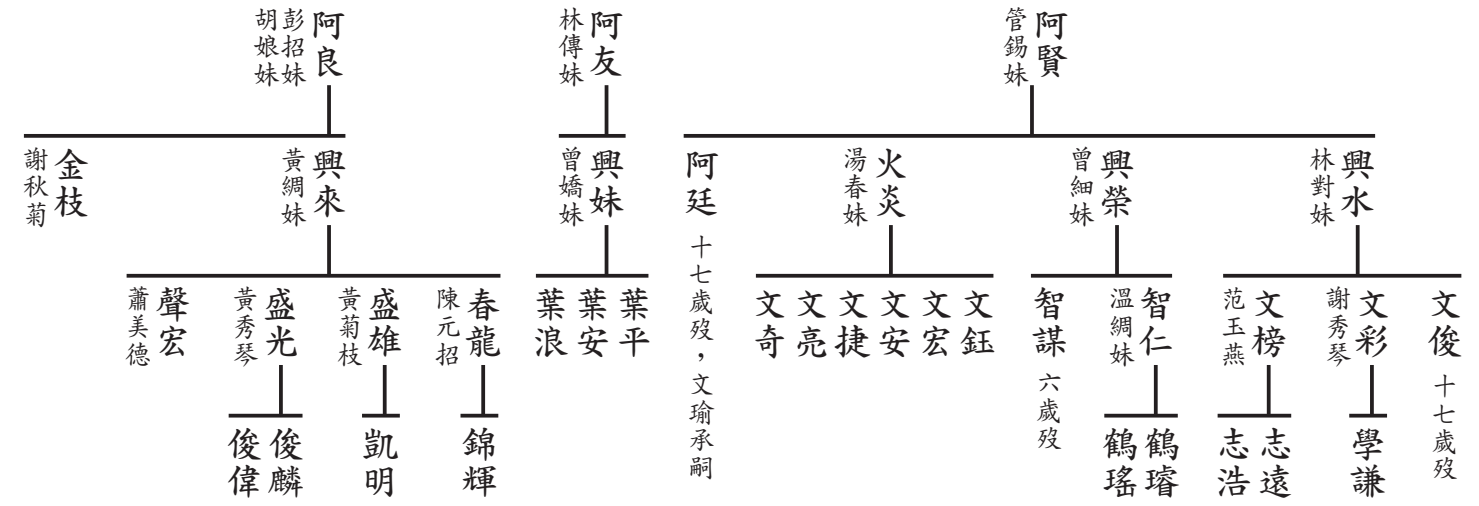 阿賢
管錫妹
阿友
林傳妹
阿良
彭招妹
胡娘妹
興水
林對妹
興榮
曾細妹
火炎
湯春妹
阿廷 十七歲歿，文瑜承嗣
興妹
曾嬌妹
興來
黃綢妹
金枝
謝秋菊
文俊 十七歲歿
文彩
謝秀琴
文榜
范玉燕
智仁
溫綢妹
智謀 六歲歿
文鈺
文宏
文安
文捷
文亮
文奇
葉平
葉安
葉浪
春龍
陳元招
盛雄
黃菊枝
盛光
黃秀琴
聲宏
蕭美德
學謙
志遠
志浩
鶴璿
鶴瑤
錦輝
凱明
俊麟
俊偉